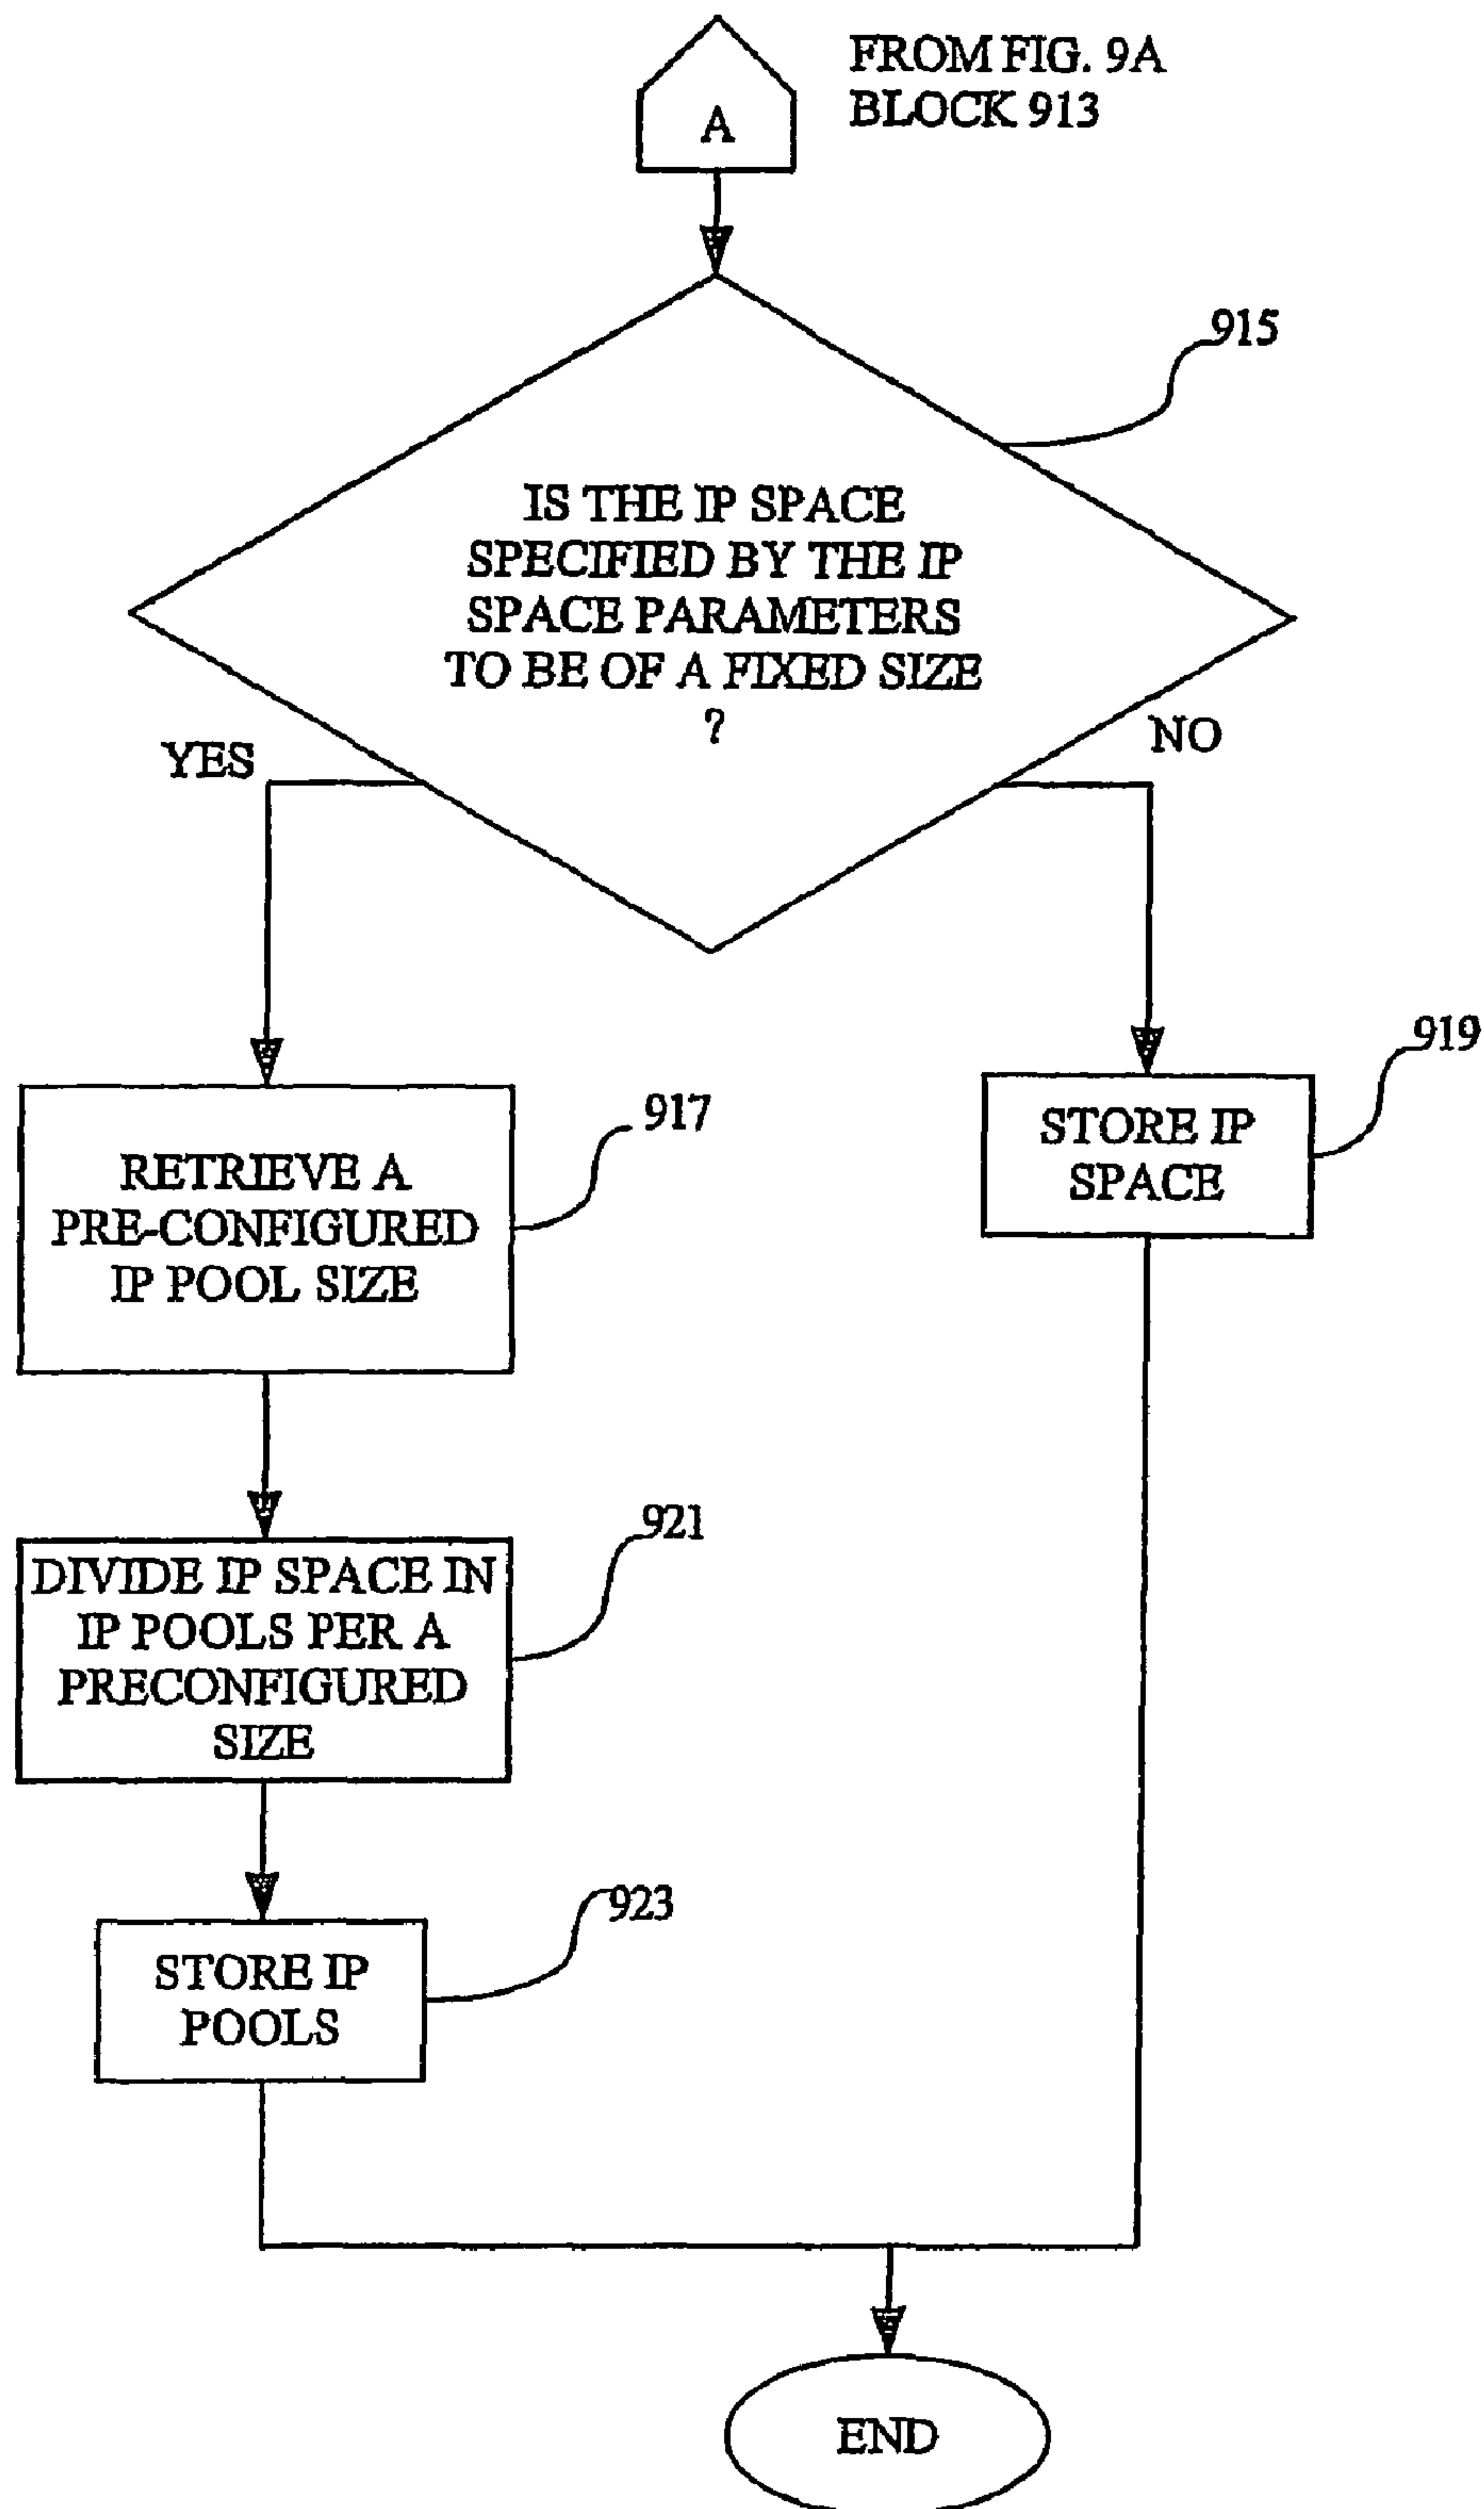 FROM FIG. 9A
BLOCK 913
A
915
IS THE IP SPACE
SPECIFIED BY THE IP
SPACE PARAMETERS
TO BE OF A FIXED SIZE
?
YES
NO
919
STORE IP
SPACE
917
RETRIEVE A
PRE-CONFIGURED
IP POOL SIZE
921
DIVIDE IP SPACE IN
IP POOLS PER A
PRECONFIGURED
SIZE
923
STORE IP
POOLS
END